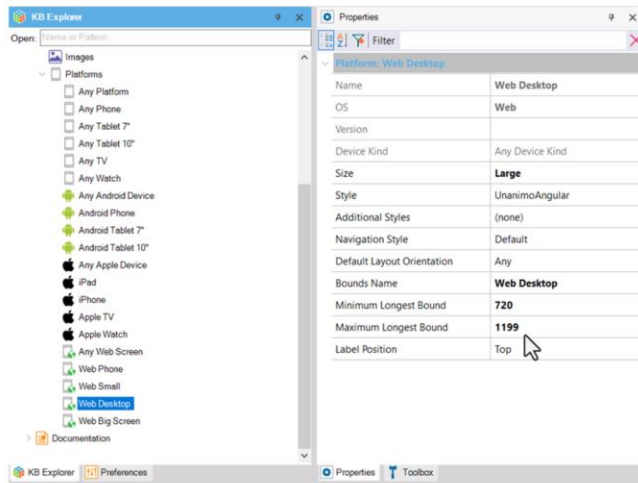 KB Explorer
Open: Name or Pattern...
Images
Platforms
Any Platform
Any Phone
Any Tablet 7"
Any Tablet 10"
Any TV
Any Watch
Any Android Device
Android Phone
Android Tablet 7"
Android Tablet 10"
Any Apple Device
iPad
iPhone
Apple TV
Apple Watch
Any Web Screen
Web Phone
Web Small
Web Desktop
Web Big Screen
Documentation
KB Explorer Preferences
Properties
Filter
Platform: Web Desktop
Name Web Desktop
OS Web
Version
Device Kind Any Device Kind
Size Large
Style UnanimoAngular
Additional Styles (none)
Navigation Style Default
Default Layout Orientation Any
Bounds Name Web Desktop
Minimum Longest Bound 720
Maximum Longest Bound 1199
Label Position Top
Properties Toolbox